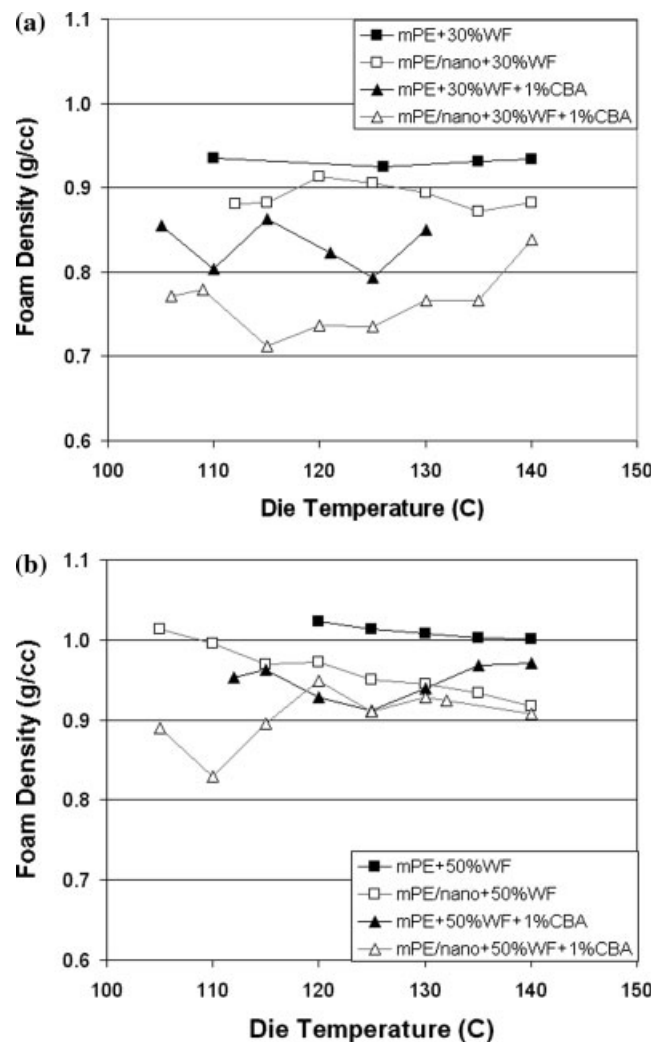 (a)
1.1
mPE+30%WF
mPE/nano+30%WF
mPE+30%WF+1%CBA
mPE/nano+30%WF+1%CBA
1.0
0.9
0.8
0.7
0.6
Foam Density (g/cc)
100 110 120 130 140 150
Die Temperature (C)
(b)
1.1
1.0
0.9
0.8
0.7
0.6
Foam Density (g/cc)
mPE+50%WF
mPE/nano+50%WF
mPE+50%WF+1%CBA
mPE/nano+50%WF+1%CBA
100 110 120 130 140 150
Die Temperature (C)